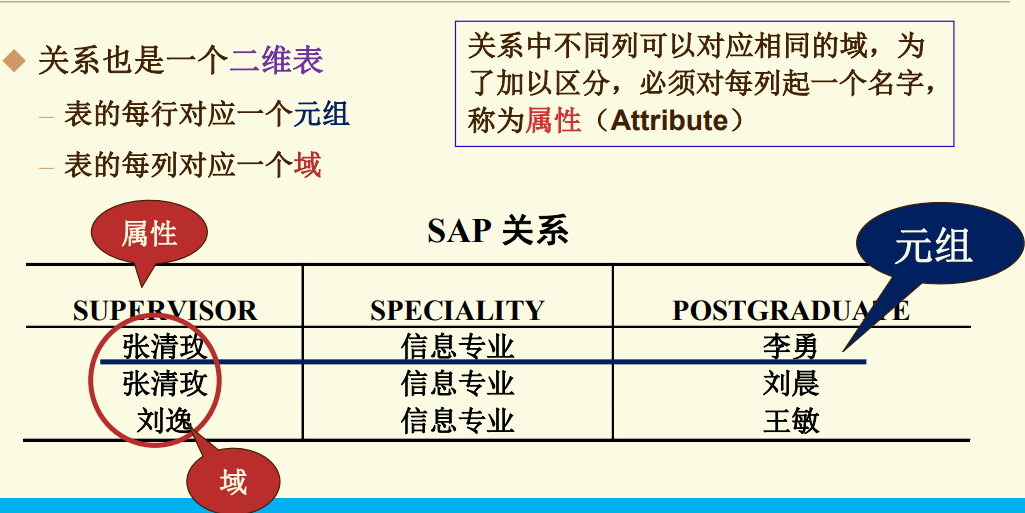 关系也是一个二维表
– 表的每行对应一个元组
– 表的每列对应一个域
关系中不同列可以对应相同的域，为
了加以区分，必须对每列起一个名字，
称为属性（Attribute）
属性
SAP 关系
元组
SUPERVISOR SPECIALITY POSTGRADUATE
张清玫 信息专业 李勇
张清玫 信息专业 刘晨
刘逸 信息专业 王敏
域